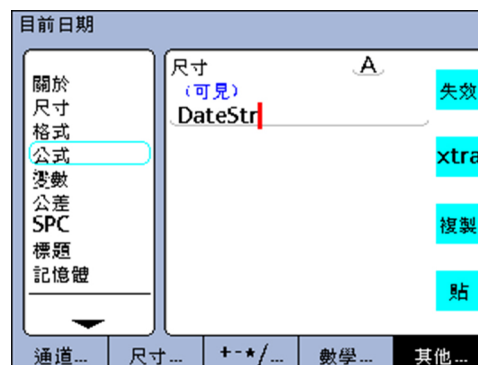 目前日期
關於
尺寸
格式
公式
變數
公差
SPC
標題
記憶體
尺寸
A
（可見）
DateStr
失效
xtra
複製
貼
通道...
尺寸...
+-*/...
數學...
其他...